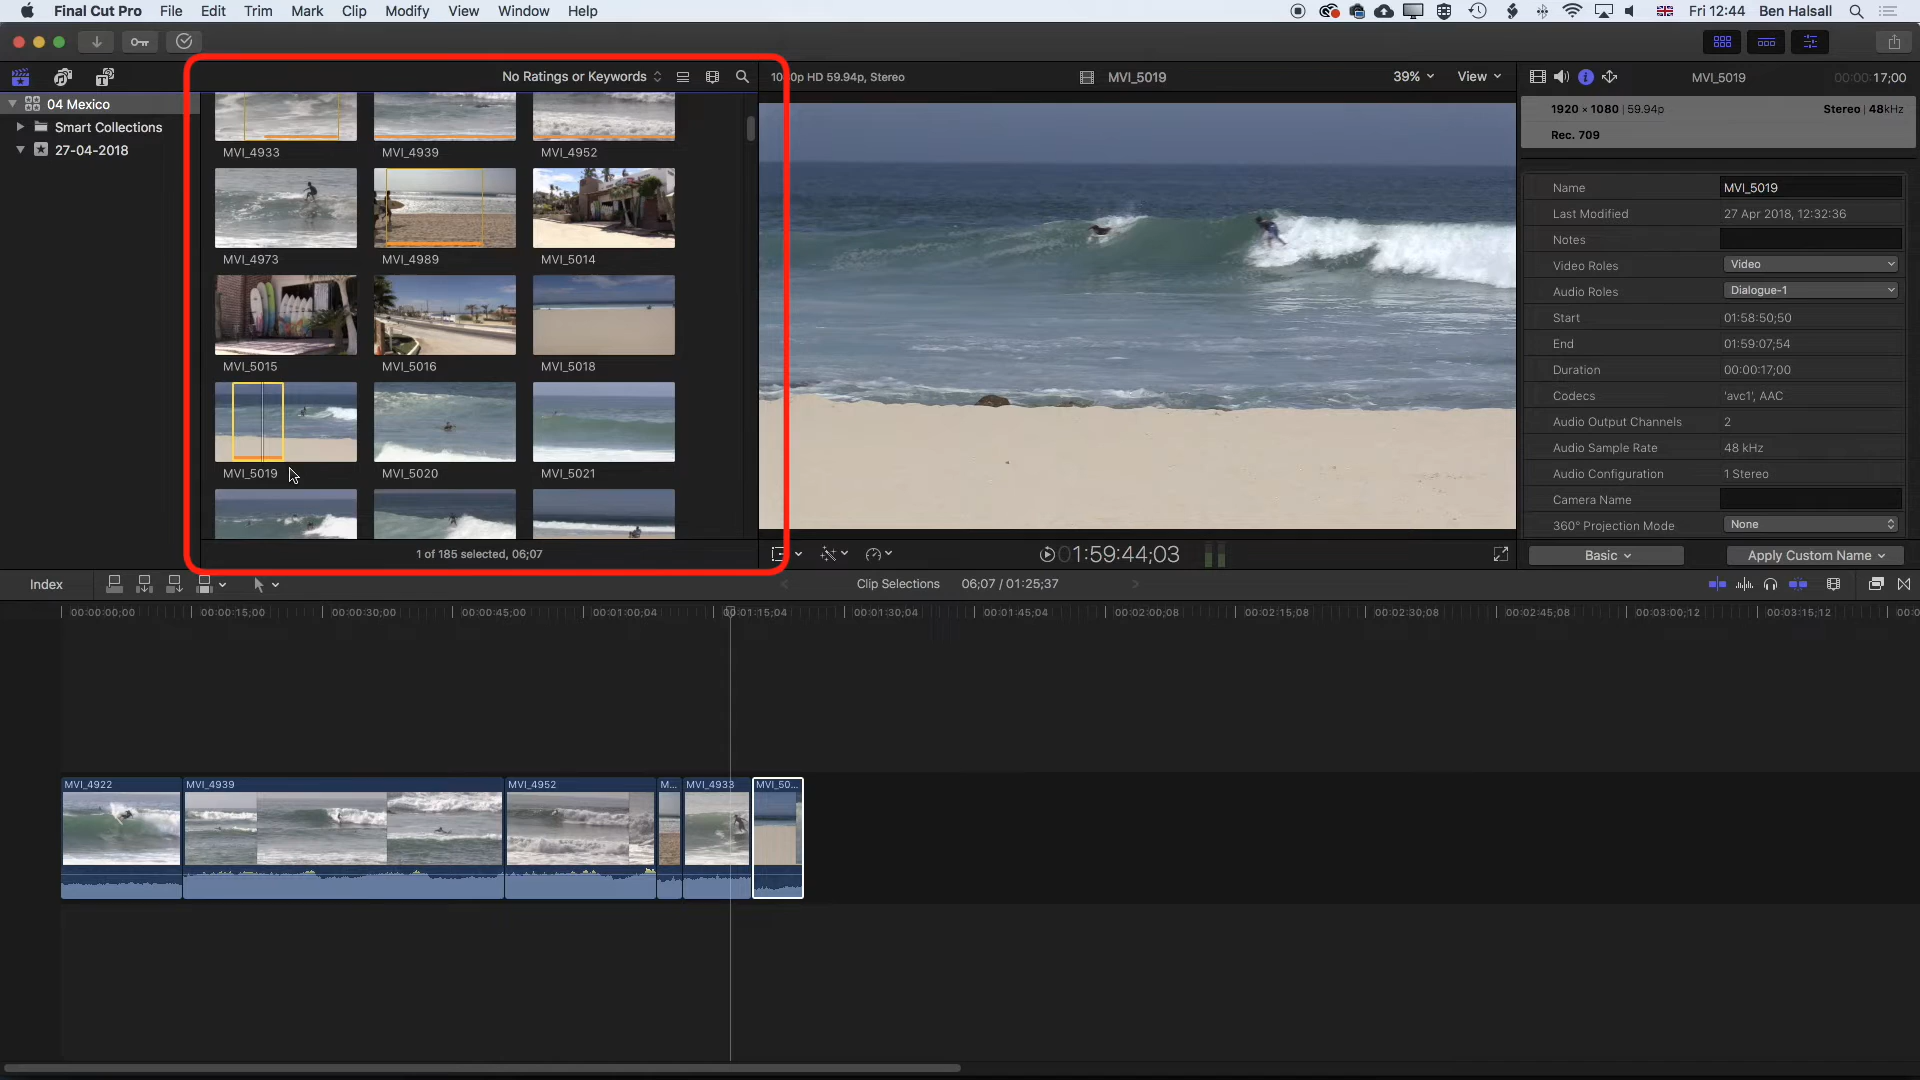 Final Cut Pro File Edit Trim Mark Clip Modify View Window Help Fri 12:44 Ben Halsall
No Ratings or Keywords
1080p HD 59.94p, Stereo MVI_5019 39% View
MVI_5019 00:00:17;00
04 Mexico
Smart Collections
27-04-2018
MVI_4933 MVI_4939 MVI_4952
MVI_4973 MVI_4989 MVI_5014
MVI_5015 MVI_5016 MVI_5018
MVI_5019 MVI_5020 MVI_5021
1 of 185 selected, 06;07
1:59:44;03
1920 × 1080 | 59.94p Stereo | 48kHz
Rec. 709
Name MVI_5019
Last Modified 27 Apr 2018, 12:32:36
Notes
Video Roles Video
Audio Roles Dialogue-1
Start 01:58:50;50
End 01:59:07;54
Duration 00:00:17;00
Codecs 'avc1', AAC
Audio Output Channels 2
Audio Sample Rate 48 kHz
Audio Configuration 1 Stereo
Camera Name
360° Projection Mode None
Basic Apply Custom Name
Index Clip Selections 06;07 / 01:25;37
00:00:00;00 00:00:15;00 00:00:30;00 00:00:45;00 00:01:00;04 00:01:15;04 00:01:30;04 00:01:45;04 00:02:00;08 00:02:15;08 00:02:30;08 00:02:45;08 00:03:00;12 00:03:15;12
MVI_4922 MVI_4939 MVI_4952 M... MVI_4933 MVI_50...